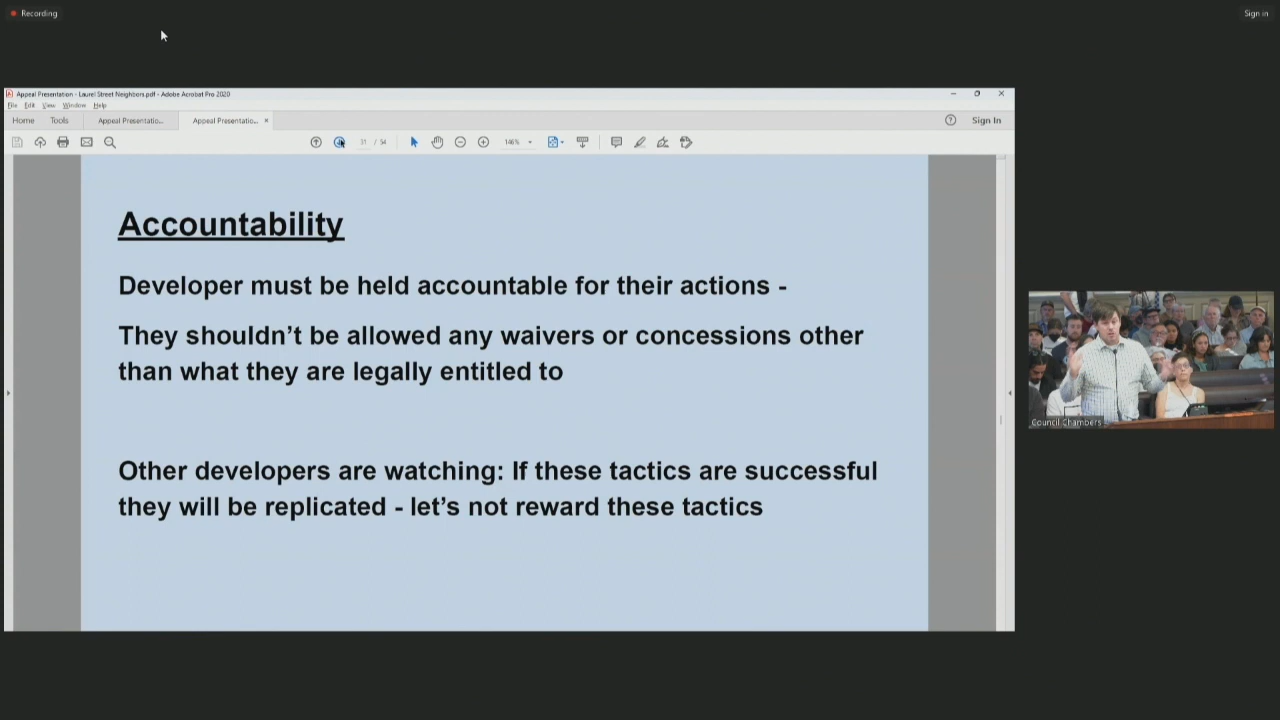 Recording
Sign in
Appeal Presentation - Laurel Street Neighbors.pdf - Adobe Acrobat Pro 2020
File Edit View Window Help
Home Tools Appeal Presentatio... Appeal Presentatio... × Sign In
31 / 54 146%
Accountability
Developer must be held accountable for their actions -
They shouldn't be allowed any waivers or concessions other
than what they are legally entitled to
Other developers are watching: If these tactics are successful
they will be replicated - let's not reward these tactics
Council Chambers